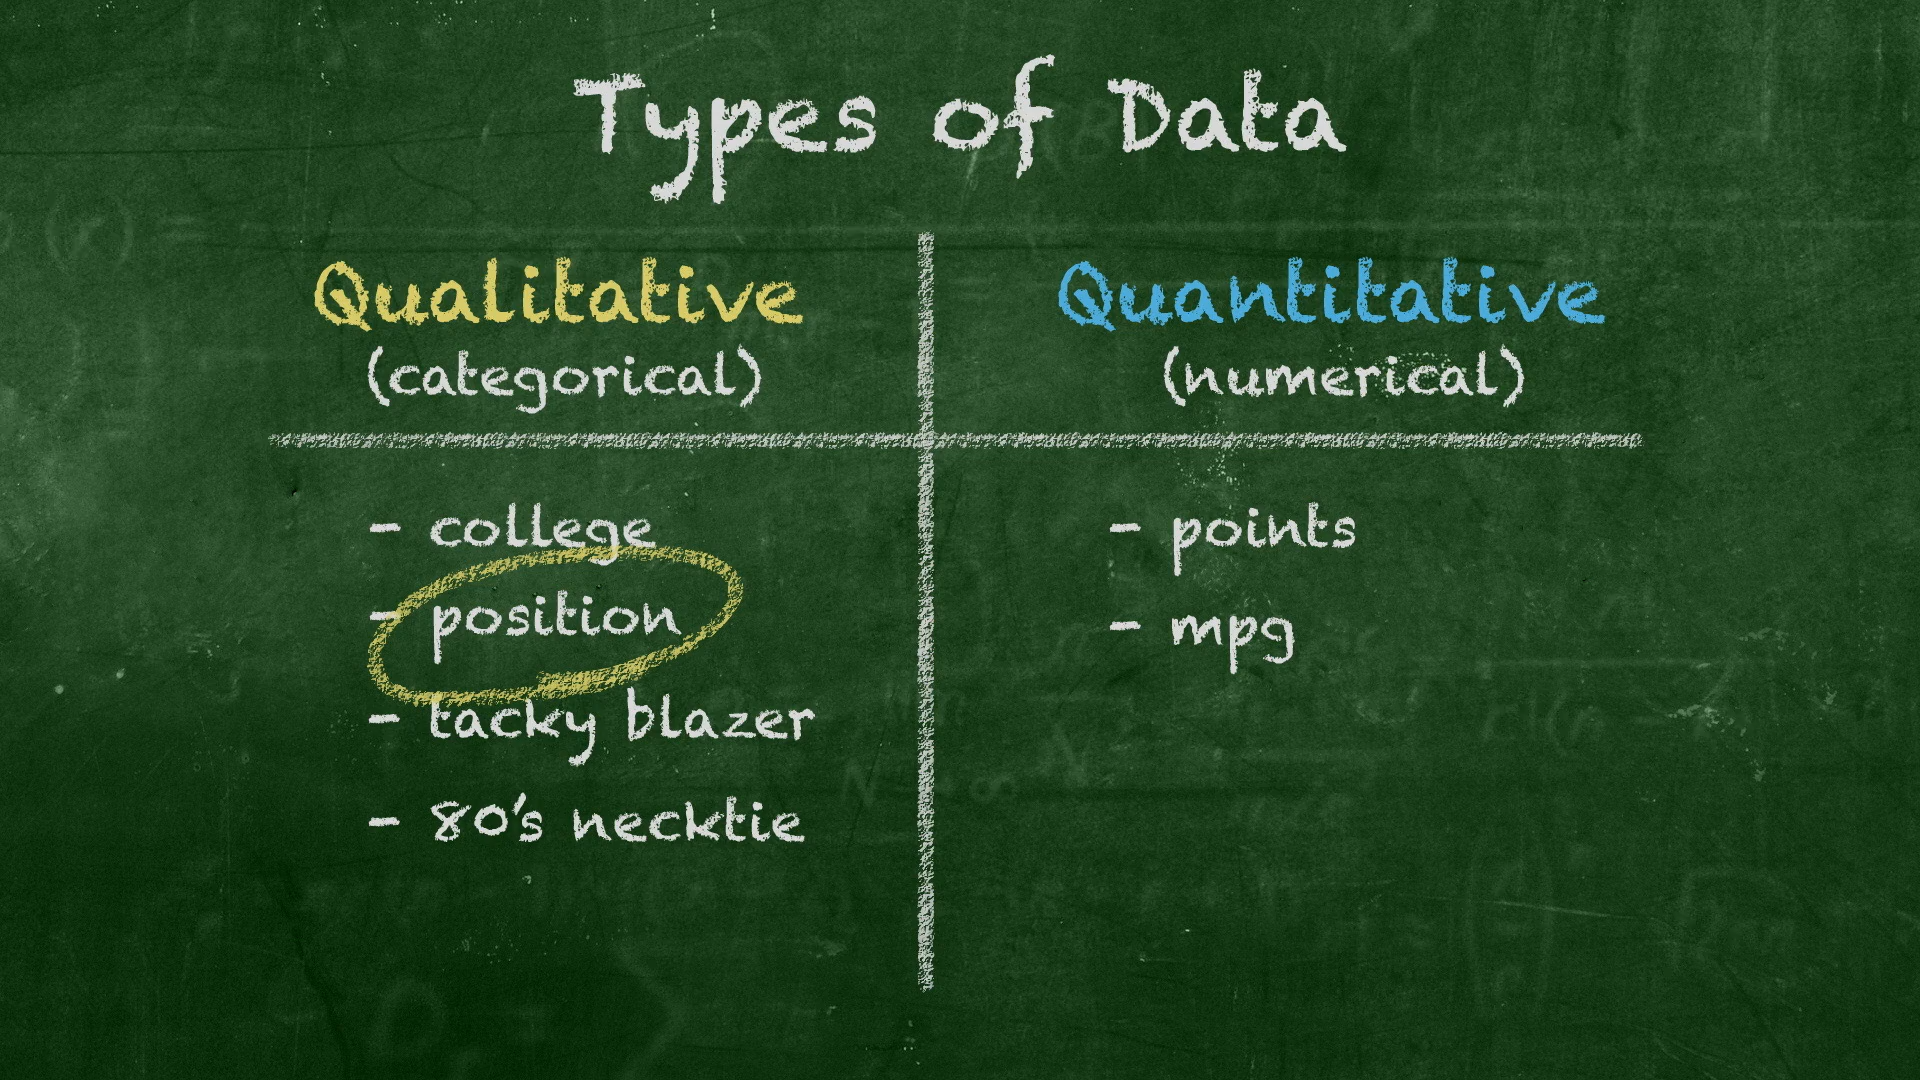 Types of Data
Qualitative
(categorical)
- college
- position
- tacky blazer
- 80's necktie
Quantitative
(numerical)
- points
- mpg